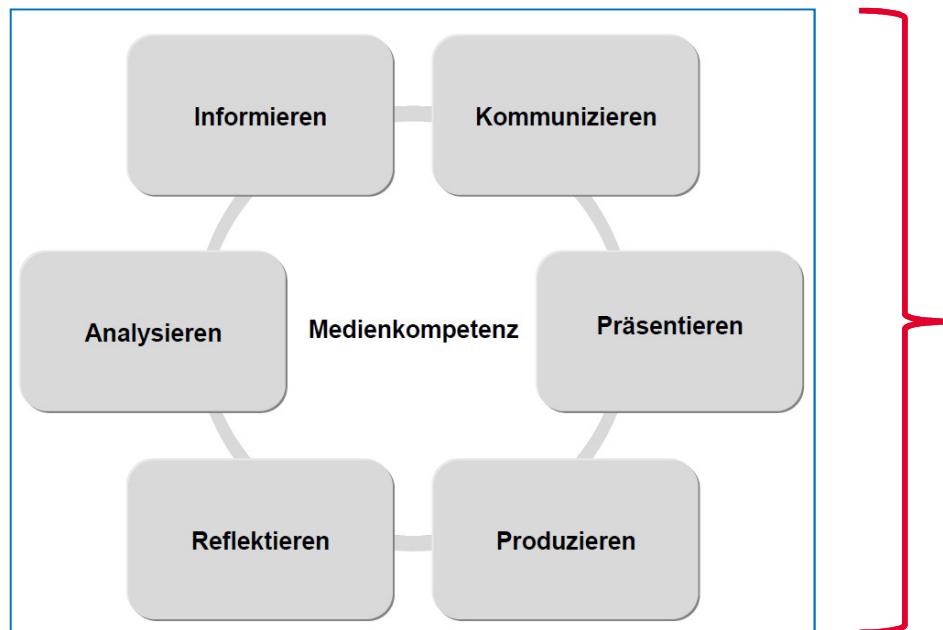 Informieren
Kommunizieren
Analysieren
Medienkompetenz
Präsentieren
Reflektieren
Produzieren